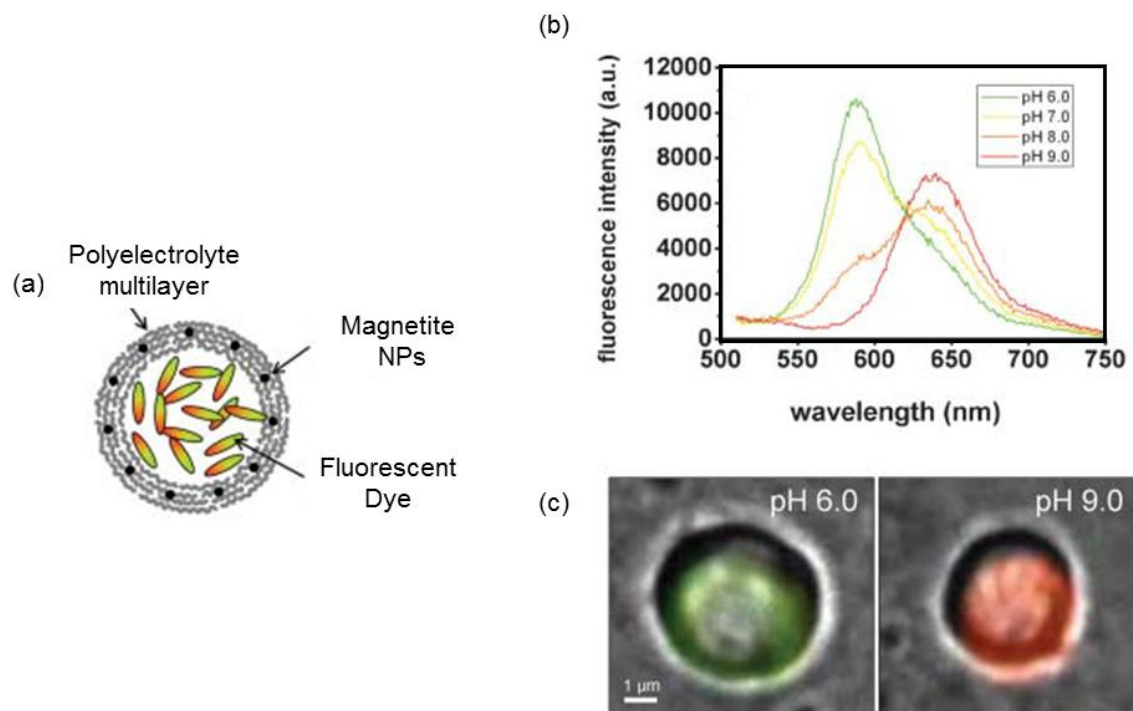 (a)
Polyelectrolyte
multilayer
Magnetite
NPs
Fluorescent
Dye
(b)
fluorescence intensity (a.u.)
12000
10000
8000
6000
4000
2000
0
500 550 600 650 700 750
wavelength (nm)
pH 6.0
pH 7.0
pH 8.0
pH 9.0
(c)
pH 6.0
1 µm
pH 9.0